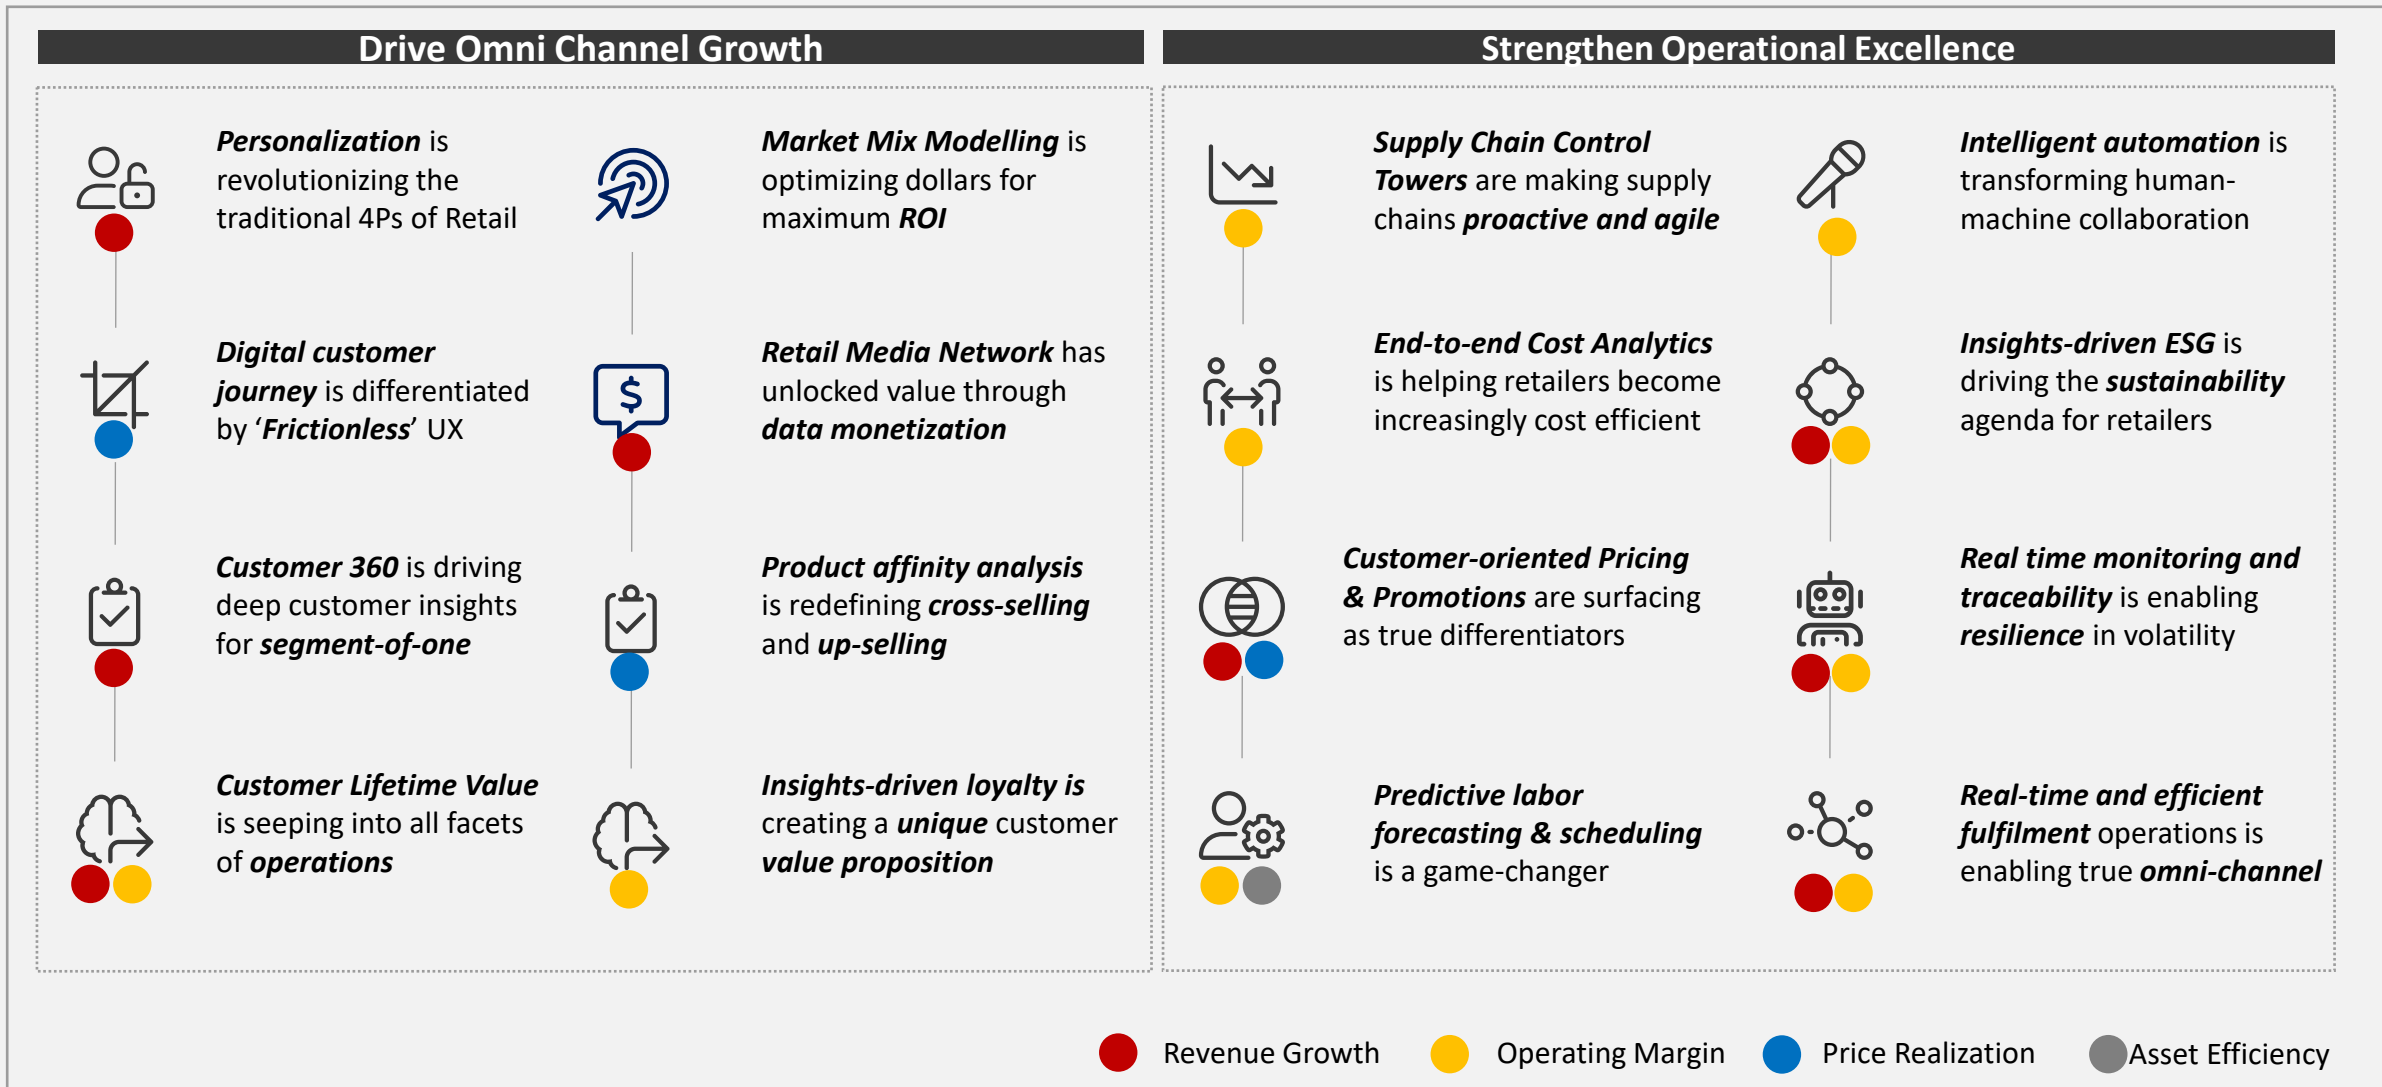 Drive Omni Channel Growth
Personalization is
revolutionizing the
traditional 4Ps of Retail
Digital customer
journey is differentiated
by ‘Frictionless’ UX
Customer 360 is driving
deep customer insights
for segment-of-one
Customer Lifetime Value
is seeping into all facets
of operations
Market Mix Modelling is
optimizing dollars for
maximum ROI
$
Retail Media Network has
unlocked value through
data monetization
Product affinity analysis
is redefining cross-selling
and up-selling
Insights-driven loyalty is
creating a unique customer
value proposition
Strengthen Operational Excellence
Supply Chain Control
Towers are making supply
chains proactive and agile
End-to-end Cost Analytics
is helping retailers become
increasingly cost efficient
Customer-oriented Pricing
& Promotions are surfacing
as true differentiators
Predictive labor
forecasting & scheduling
is a game-changer
Intelligent automation is
transforming human-
machine collaboration
Insights-driven ESG is
driving the sustainability
agenda for retailers
Real time monitoring and
traceability is enabling
resilience in volatility
Real-time and efficient
fulfilment operations is
enabling true omni-channel
Revenue Growth
Operating Margin
Price Realization
Asset Efficiency